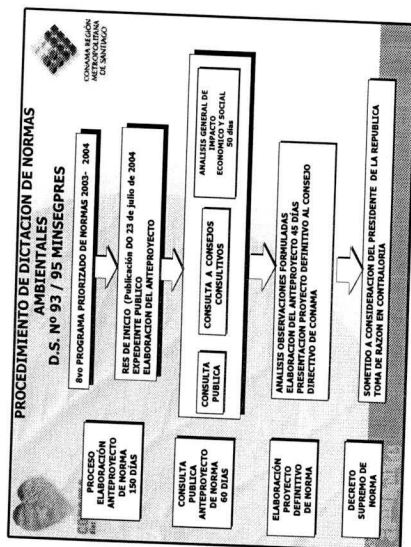 PROCEDIMIENTO DE DICTACION DE NORMAS
AMBIENTALES
D.S. Nº 93 / 95 MINSEGPRES
CONAMA REGIÓN
METROPOLITANA
DE SANTIAGO
PROCESO
ELABORACIÓN
ANTEPROYECTO
DE NORMA
150 DÍAS
8vo PROGRAMA PRIORIZADO DE NORMAS 2003- 2004
RES DE INICIO (Publicación DO 23 de julio de 2004
EXPEDIENTE PUBLICO
ELABORACION DEL ANTEPROYECTO
CONSULTA
PUBLICA
ANTEPROYECTO
DE NORMA
60 DIAS
CONSULTA
PUBLICA
CONSULTA A CONSEJOS
CONSULTIVOS
ANALISIS GENERAL DE
IMPACTO
ECONOMICO Y SOCIAL
50 días
ELABORACIÓN
PROYECTO
DEFINITIVO
DE NORMA
ANALISIS OBSERVACIONES FORMULADAS
ELABORACION DEL ANTEPROYECTO 45 DÍAS
PRESENTACION PROYECTO DEFINITIVO AL CONSEJO
DIRECTIVO DE CONAMA
DECRETO
SUPREMO DE
NORMA
SOMETIDO A CONSIDERACION DEL PRESIDENTE DE LA REPUBLICA
TOMA DE RAZON EN CONTRALORIA